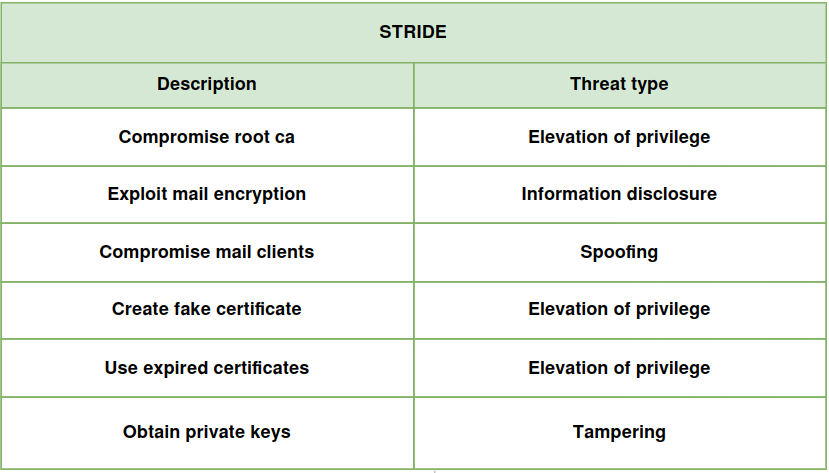 STRIDE
Description Threat type
Compromise root ca Elevation of privilege
Exploit mail encryption Information disclosure
Compromise mail clients Spoofing
Create fake certificate Elevation of privilege
Use expired certificates Elevation of privilege
Obtain private keys Tampering